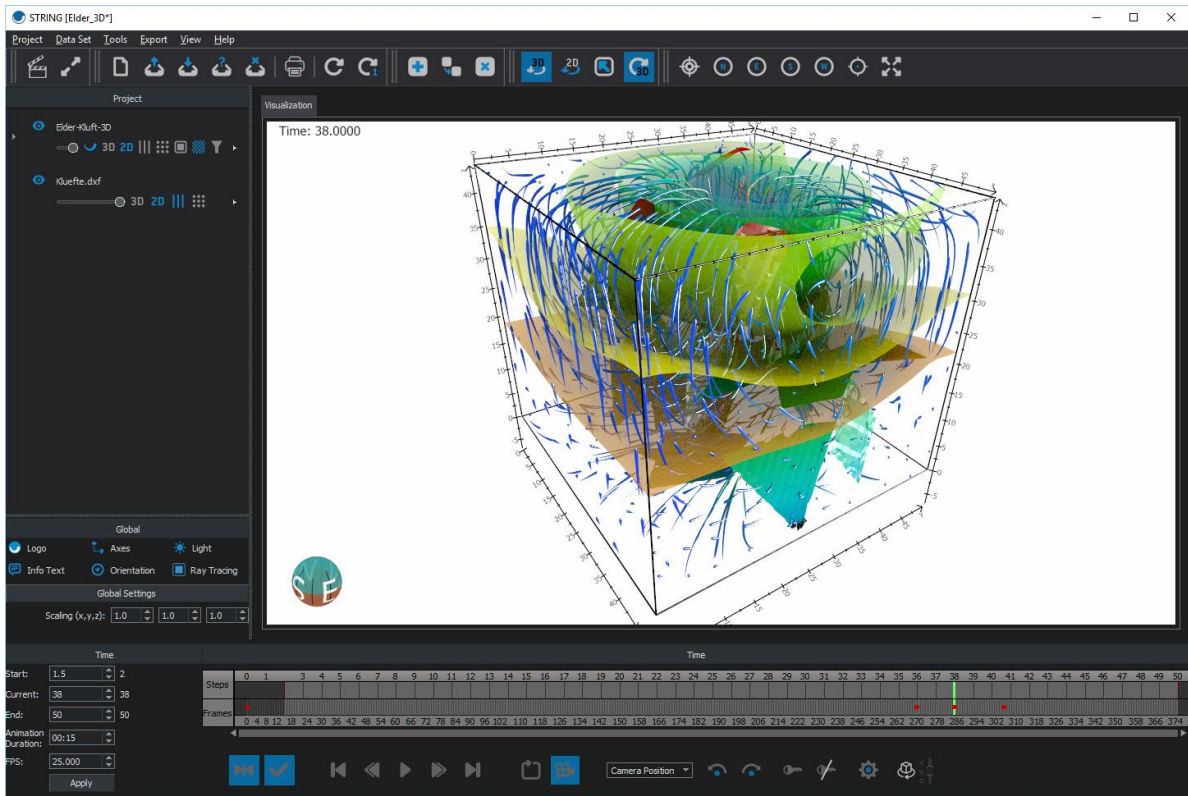 STRING [Elder_3D*]
Project Data Set Tools Export View Help
3D 2D 3D N E S W
Project
Elder-Kluft-3D
3D 2D
Kluefte.dxf
3D 2D
Visualization
Time: 38.0000
S E
Global
Logo Axes Light
Info Text Orientation Ray Tracing
Global Settings
Scaling (x,y,z): 1.0 1.0 1.0
Time
Start: 1.5 2
Current: 38 38
End: 50 50
Animation
Duration: 00:15
FPS: 25.000
Apply
Time
Steps 0 1 3 4 5 6 7 8 9 10 11 12 13 14 15 16 17 18 19 20 21 22 23 24 25 26 27 28 29 30 31 32 33 34 35 36 37 38 39 40 41 42 43 44 45 46 47 48 49 50
Frames 0 4 8 12 18 24 30 36 42 48 54 60 66 72 78 84 90 96 102 110 118 126 134 142 150 158 166 174 182 190 198 206 214 222 230 238 246 254 262 270 278 286 294 302 310 318 326 334 342 350 358 366 374
Camera Position